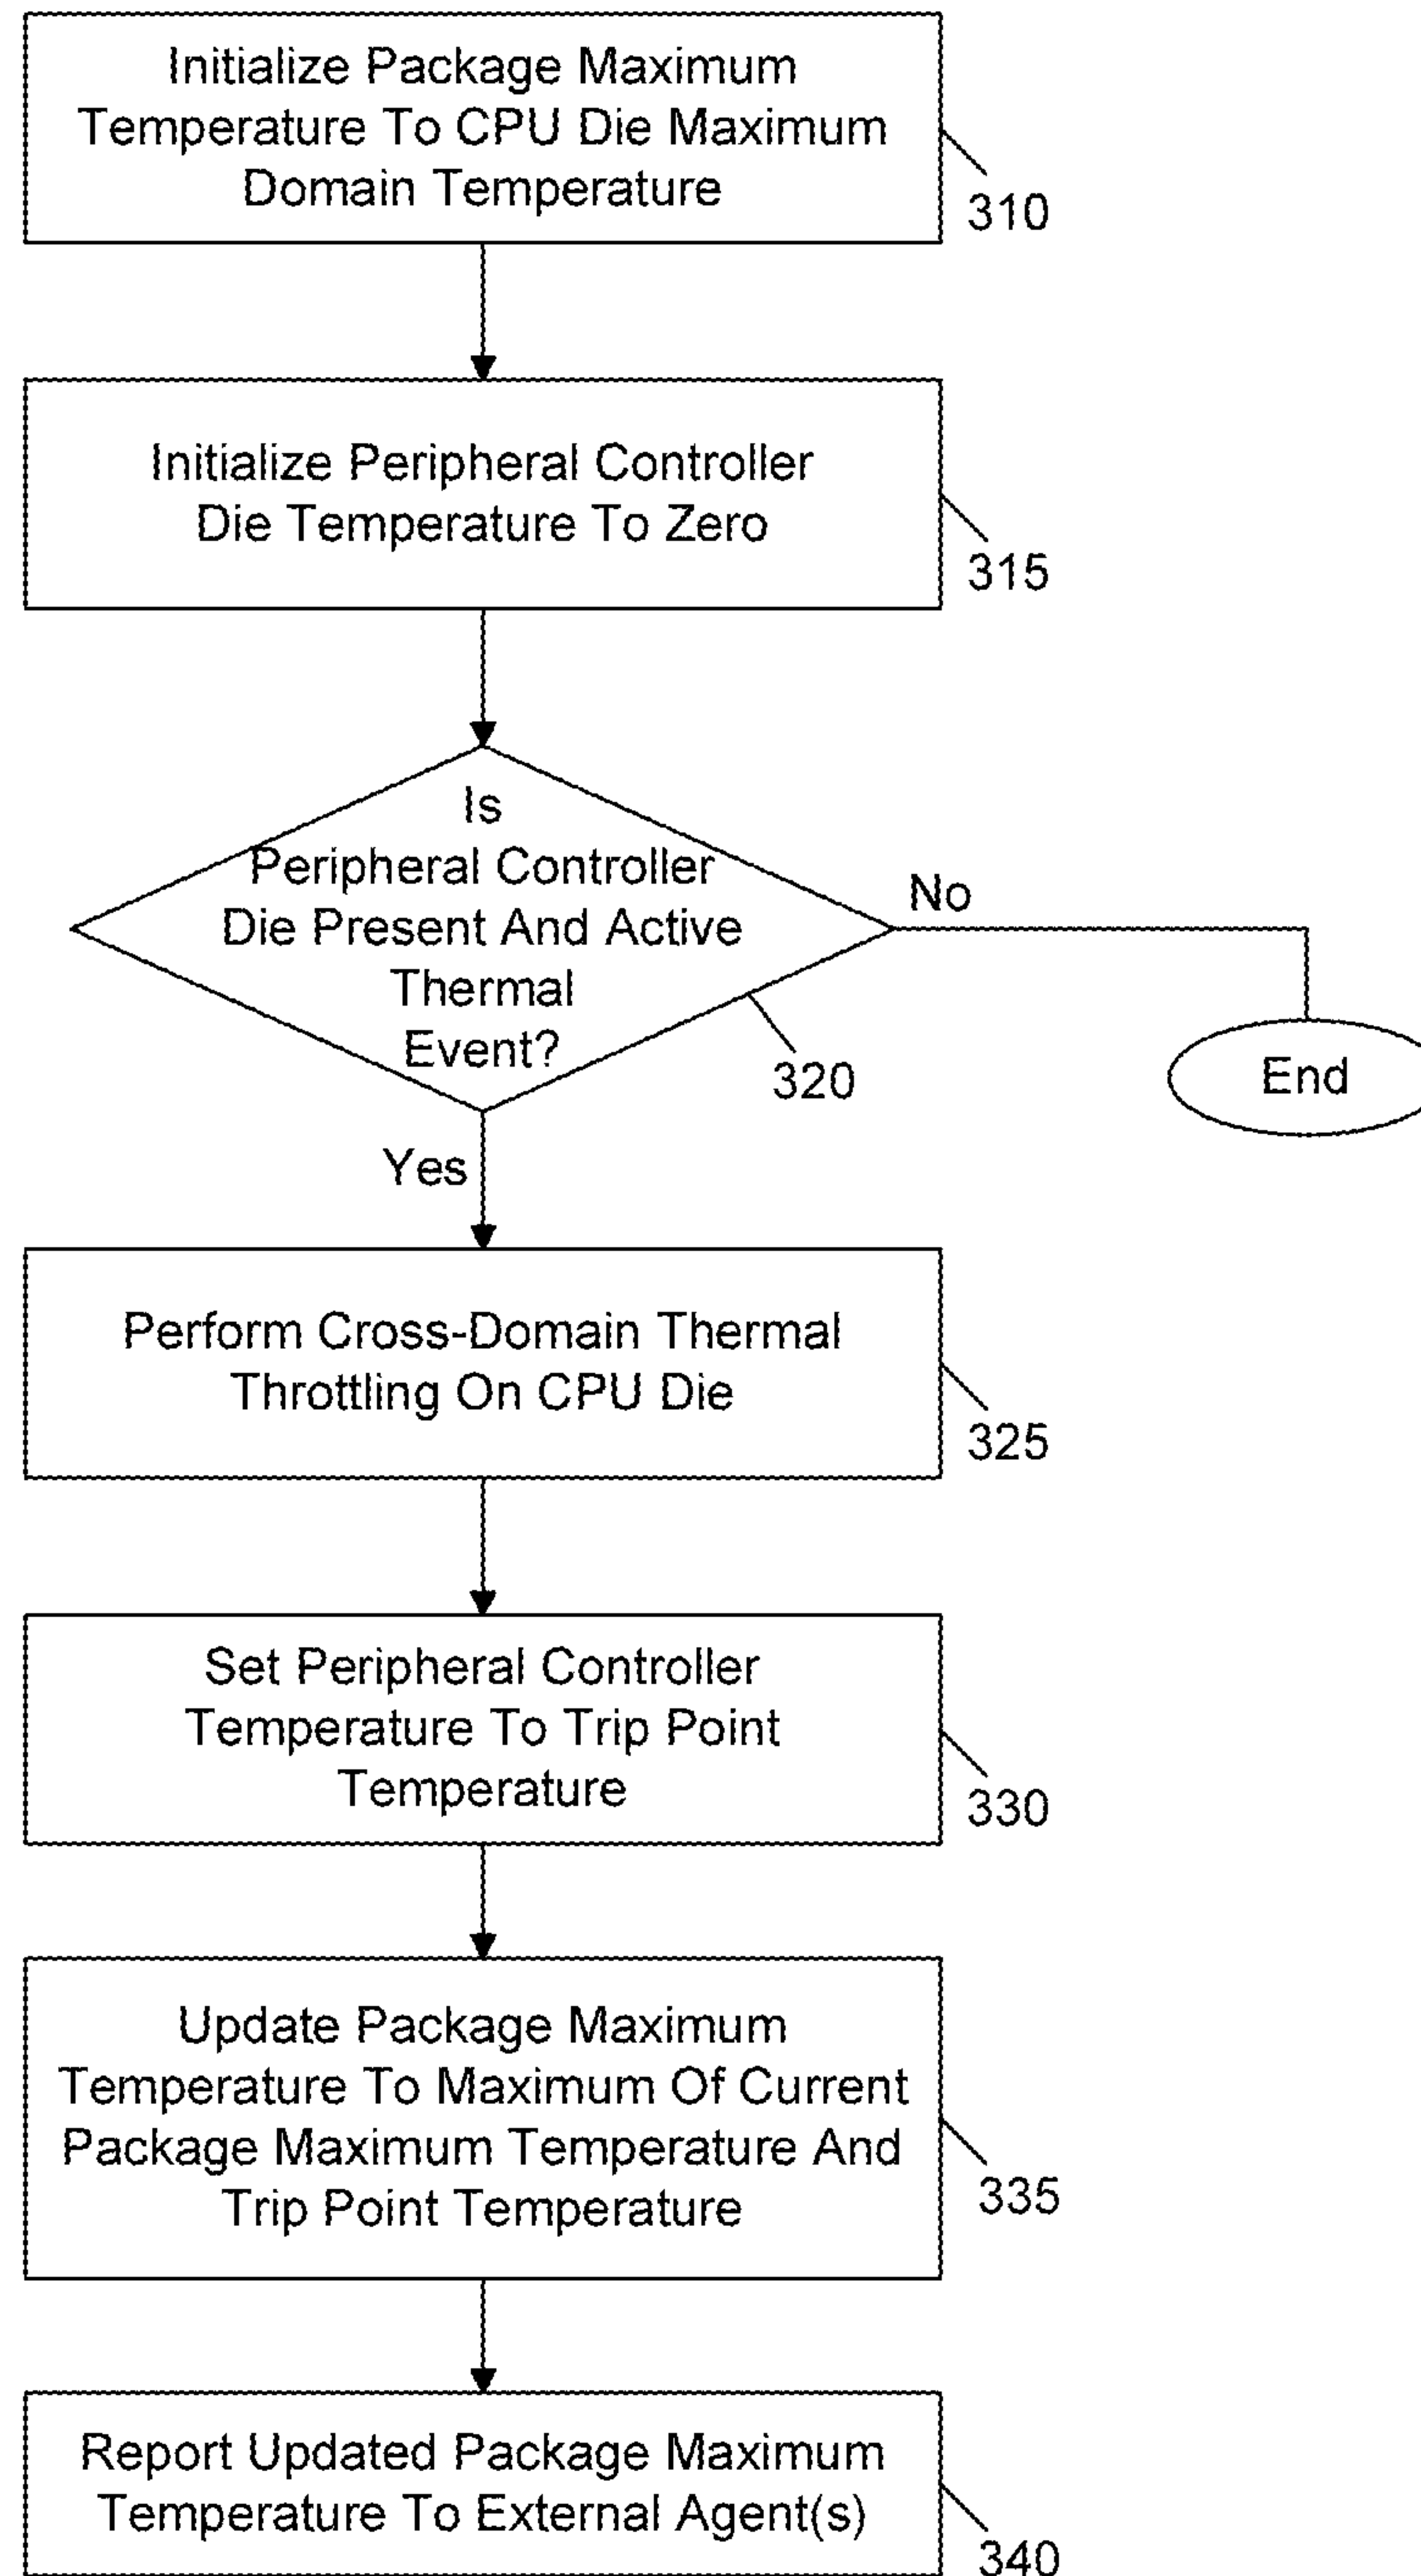 Initialize Package Maximum
Temperature To CPU Die Maximum
Domain Temperature
310
Initialize Peripheral Controller
Die Temperature To Zero
315
Is
Peripheral Controller
Die Present And Active
Thermal
Event?
No
320
End
Yes
Perform Cross-Domain Thermal
Throttling On CPU Die
325
Set Peripheral Controller
Temperature To Trip Point
Temperature
330
Update Package Maximum
Temperature To Maximum Of Current
Package Maximum Temperature And
Trip Point Temperature
335
Report Updated Package Maximum
Temperature To External Agent(s)
340